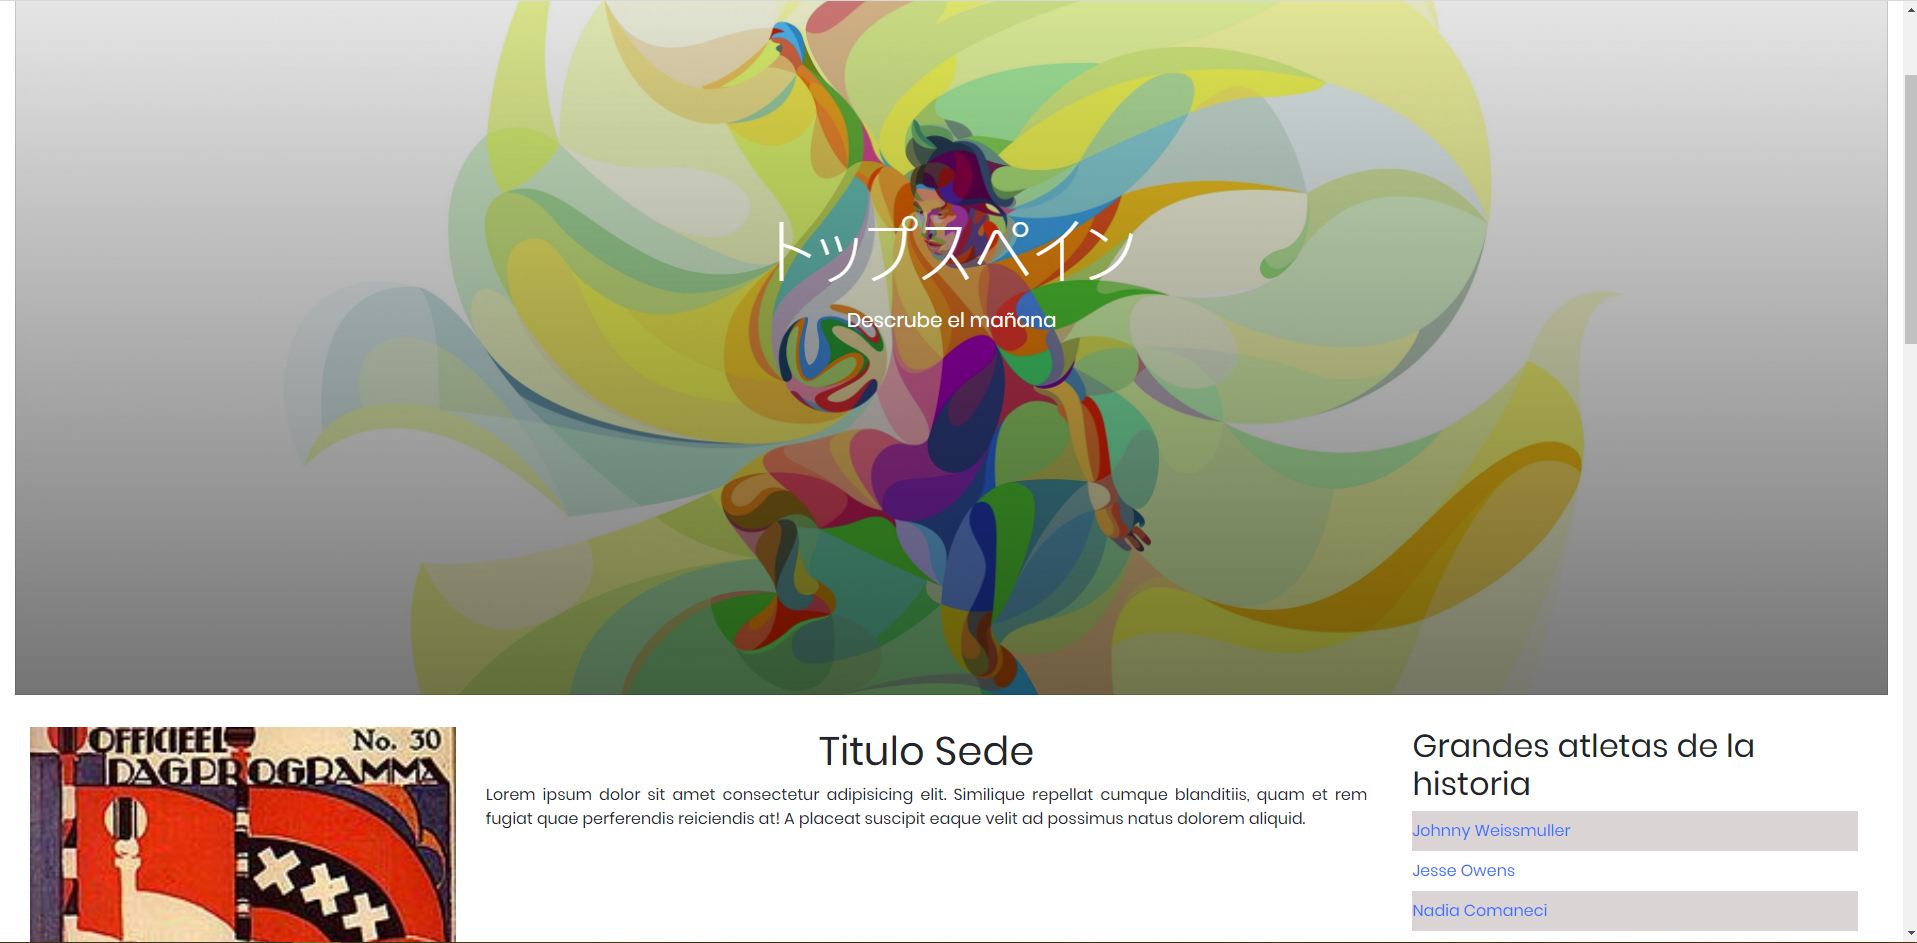 トップスペイン
Descrube el mañana
OFFICIEEL No. 30
DAGPROGRAMMA
Titulo Sede
Lorem ipsum dolor sit amet consectetur adipisicing elit. Similique repellat cumque blanditiis, quam et rem
fugiat quae perferendis reiciendis at! A placeat suscipit eaque velit ad possimus natus dolorem aliquid.
Grandes atletas de la
historia
Johnny Weissmuller
Jesse Owens
Nadia Comaneci